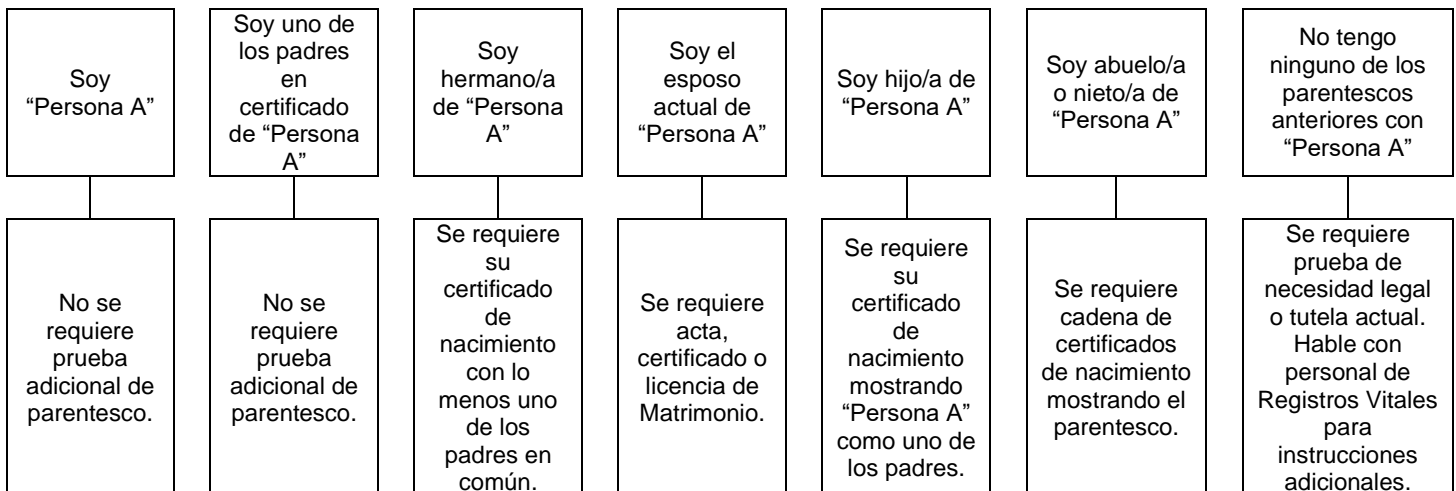 Soy
“Persona A”
Soy uno de
los padres
en
certificado
de “Persona
A”
Soy
hermano/a
de “Persona
A”
Soy el
esposo
actual de
“Persona A”
Soy hijo/a de
“Persona A”
Soy abuelo/a
o nieto/a de
“Persona A”
No tengo
ninguno de los
parentescos
anteriores con
“Persona A”
No se
requiere
prueba
adicional de
parentesco.
No se
requiere
prueba
adicional de
parentesco.
Se requiere
su
certificado
de
nacimiento
con lo
menos uno
de los
padres en
común.
Se requiere
acta,
certificado o
licencia de
Matrimonio.
Se requiere
su
certificado
de
nacimiento
mostrando
“Persona A”
como uno de
los padres.
Se requiere
cadena de
certificados
de nacimiento
mostrando el
parentesco.
Se requiere
prueba de
necesidad legal
o tutela actual.
Hable con
personal de
Registros Vitales
para
instrucciones
adicionales.